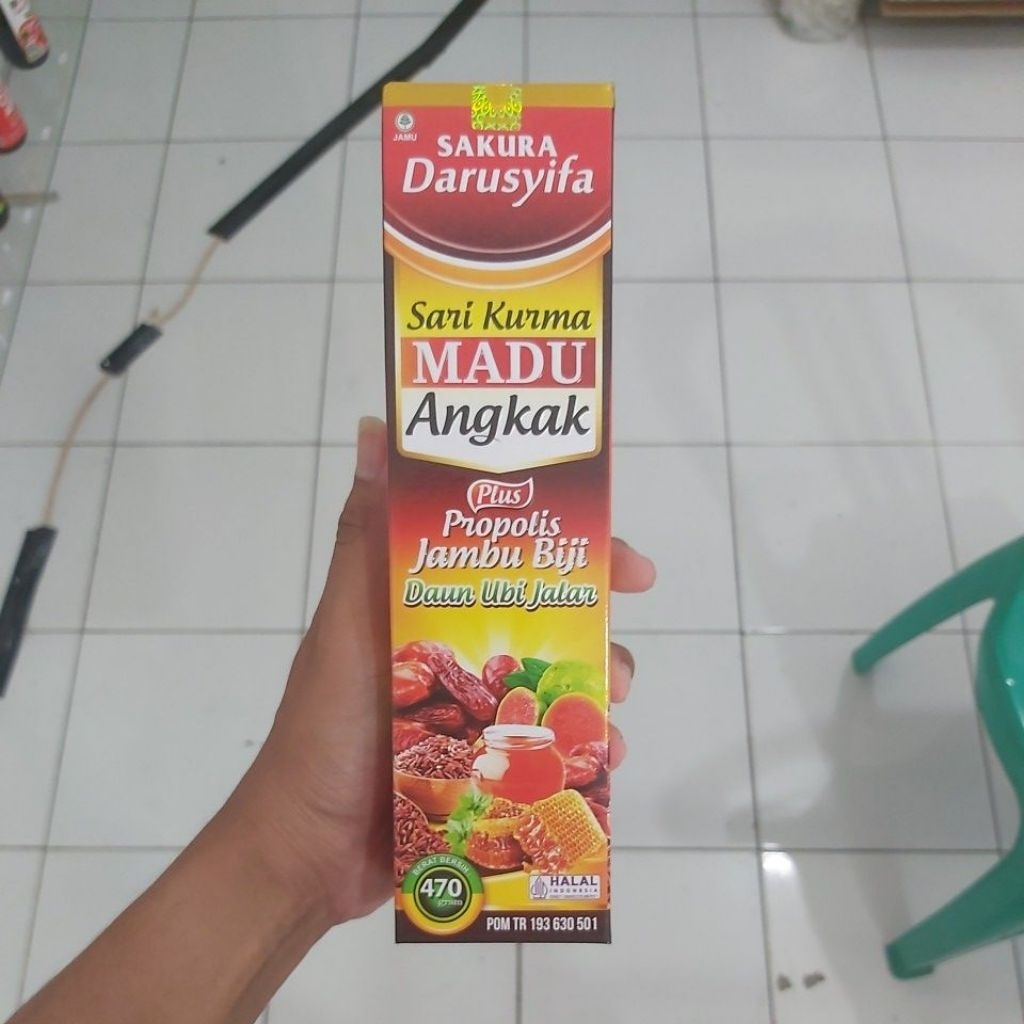 JAMU
SAKURA
Darusyifa
Sari Kurma
MADU
Angkak
Plus
Propolis
Jambu Biji
Daun Ubi Jalar
BERAT BERSIH
470
gram
HALAL
INDONESIA
POM TR 193 630 501